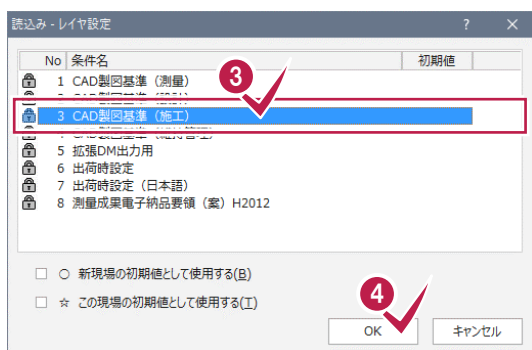 読込み - レイヤ設定 ? ×
No 条件名 初期値
1 CAD製図基準（測量）
3
3 CAD製図基準（施工）
5 拡張DM出力用
6 出荷時設定
7 出荷時設定（日本語）
8 測量成果電子納品要領（案）H2012
○ 新現場の初期値として使用する(B)
☆ この現場の初期値として使用する(T)
4
OK キャンセル